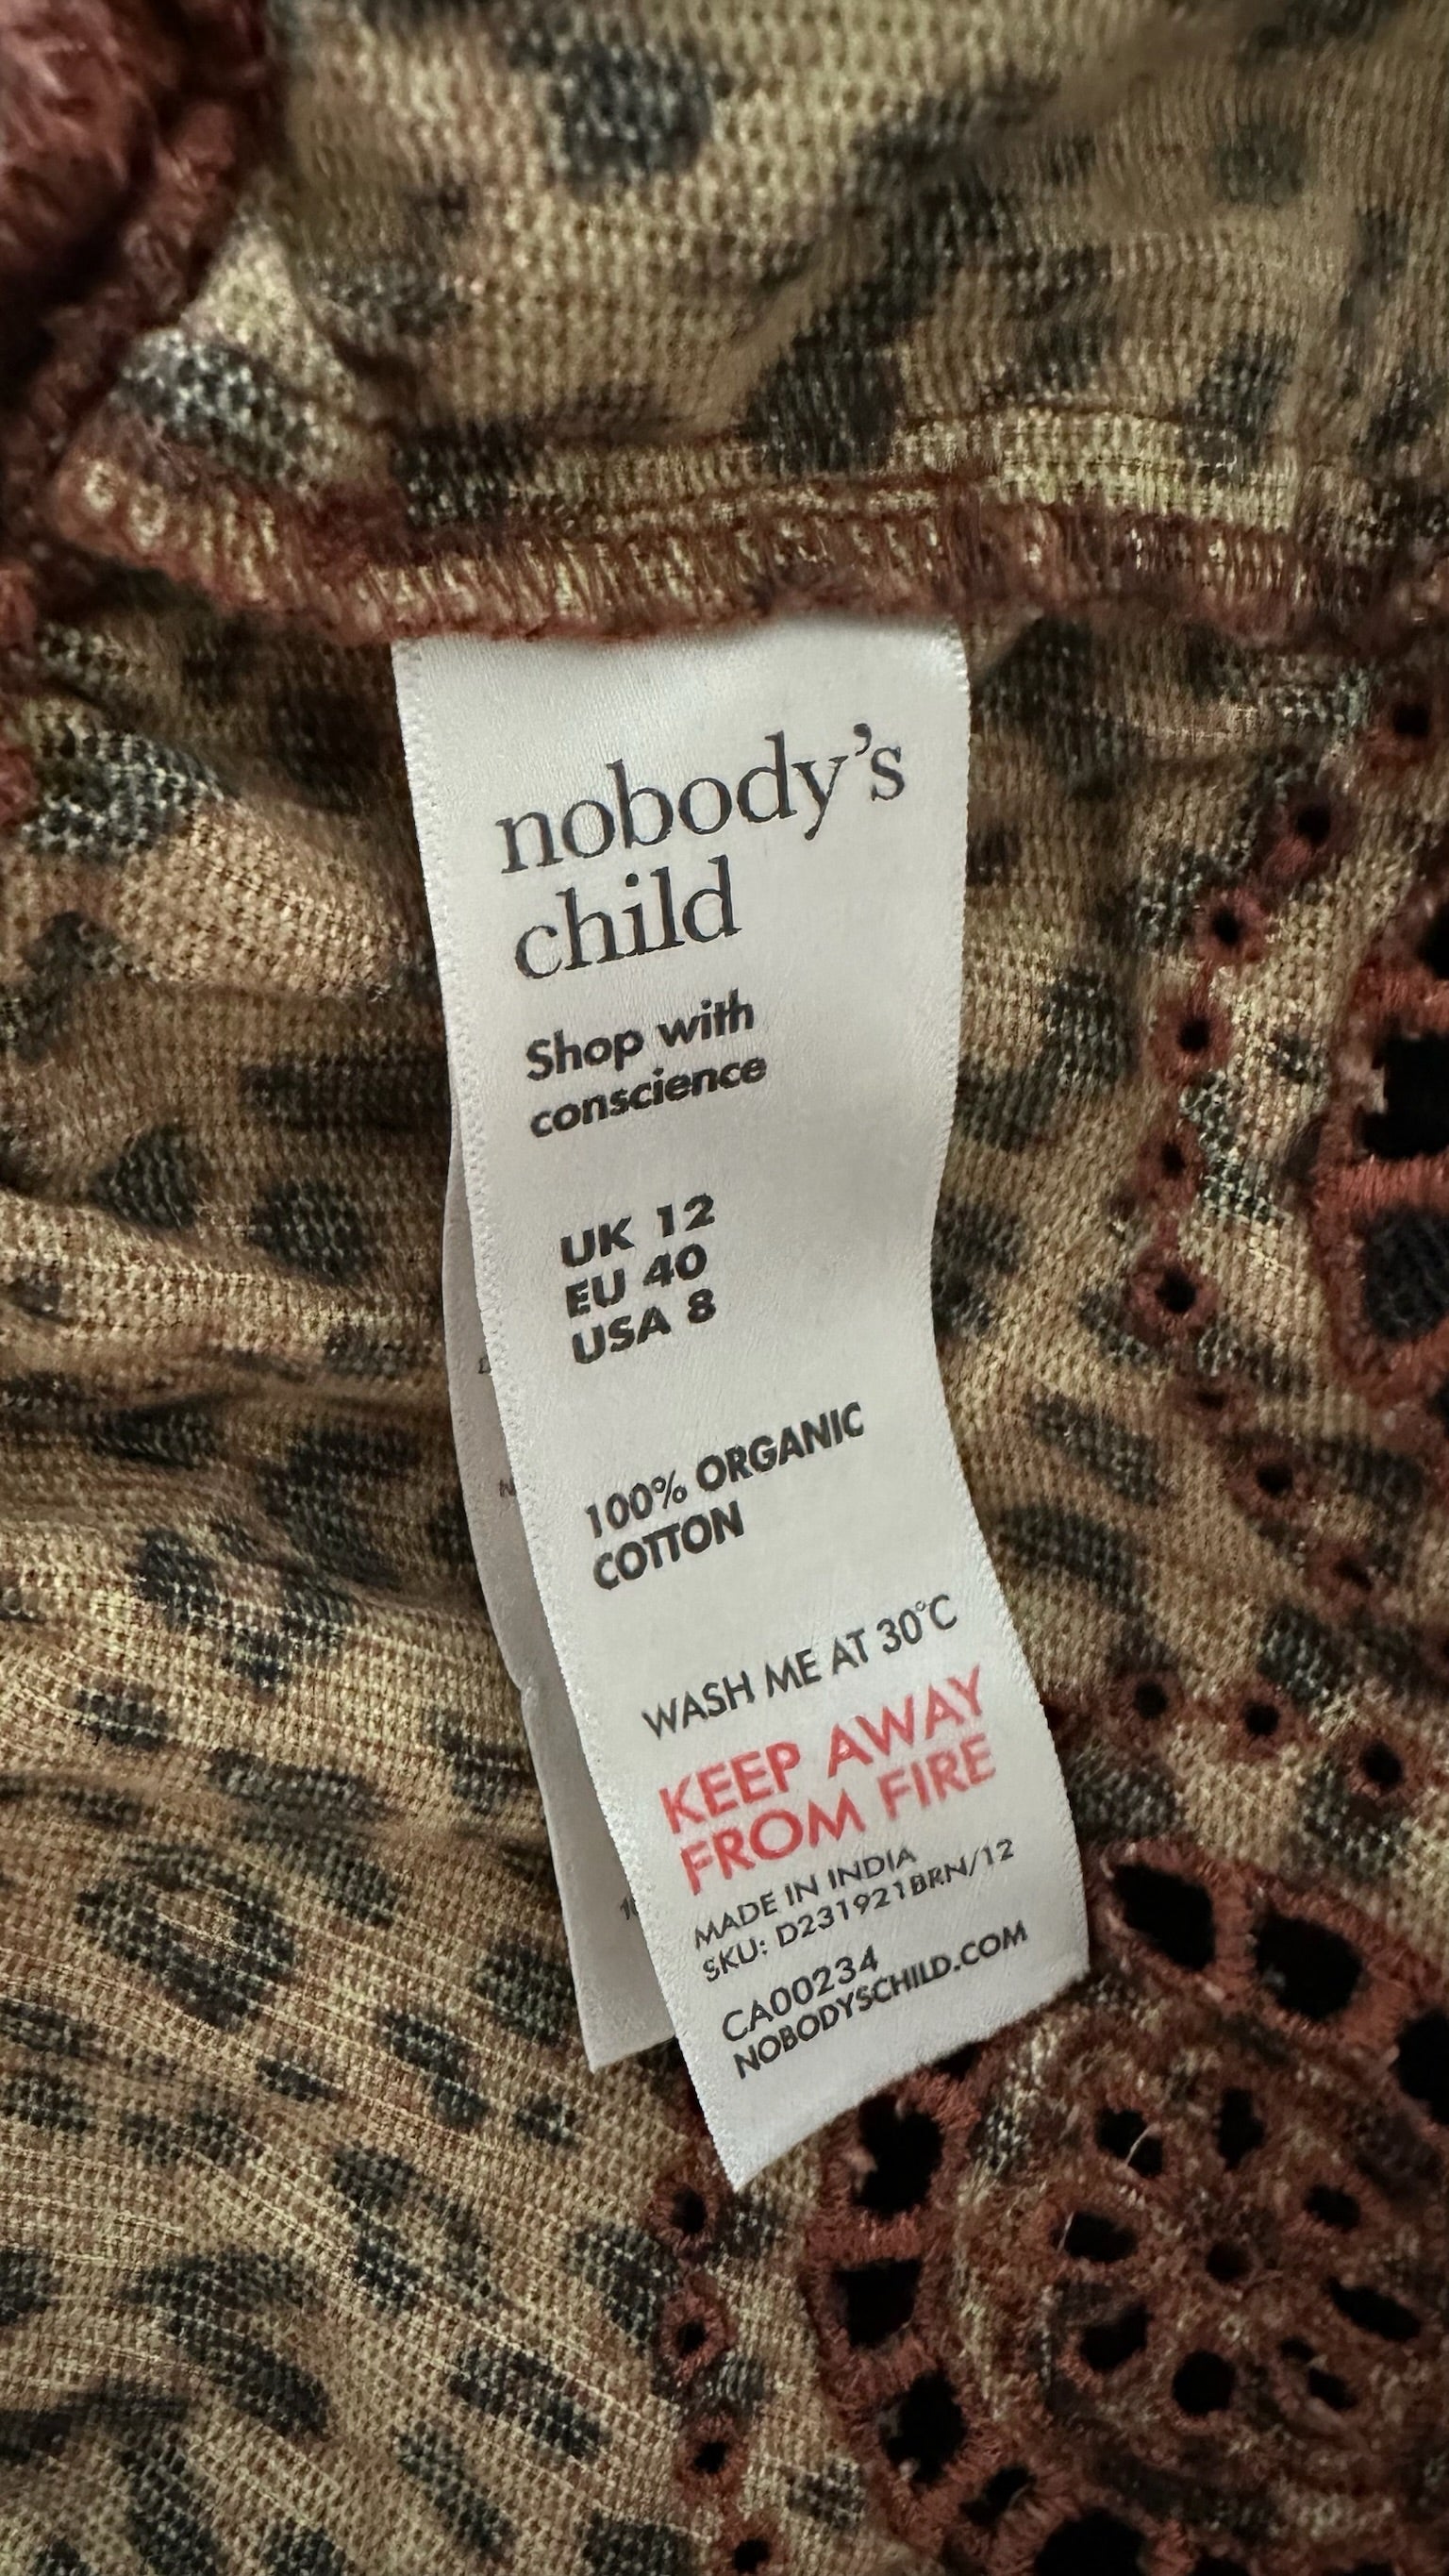 nobody's
child
Shop with
conscience
UK 12
EU 40
USA 8
100% ORGANIC
COTTON
WASH ME AT 30°C
KEEP AWAY
FROM FIRE
MADE IN INDIA
SKU: D231921BRN/12
CA00234
NOBODYSCHILD.COM